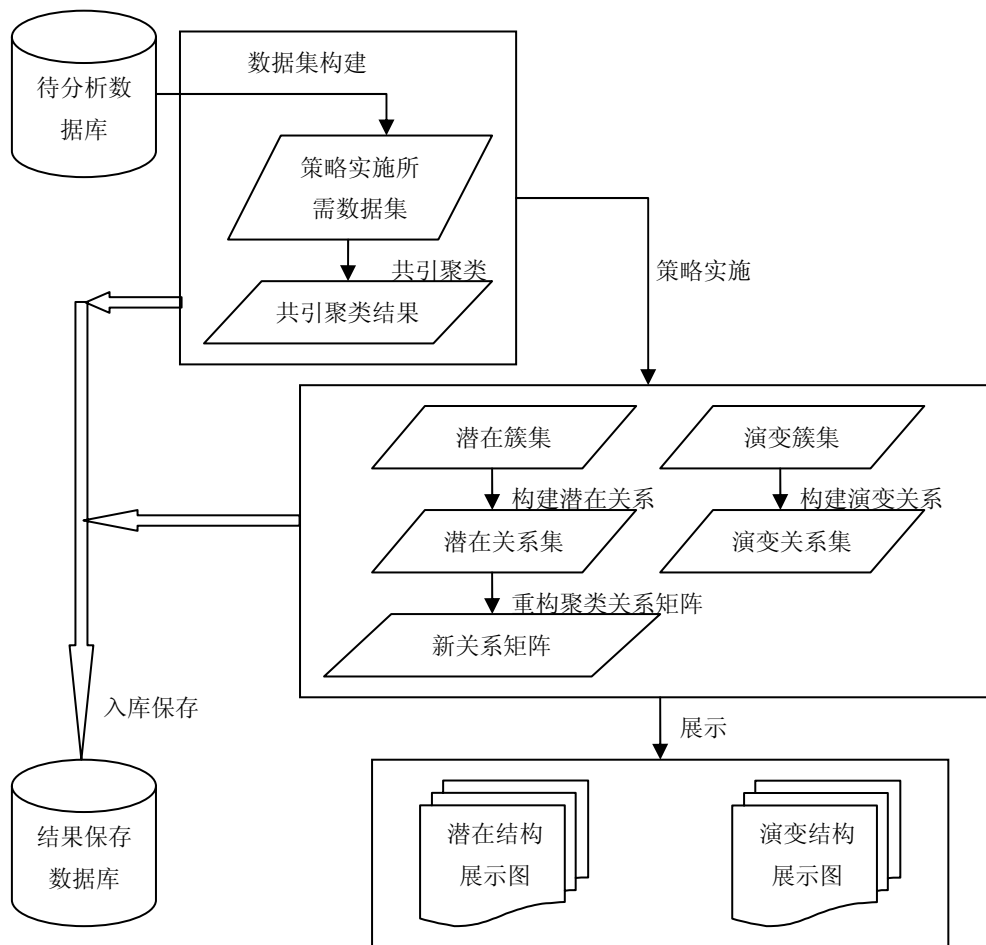 待分析数
据库
数据集构建
策略实施所
需数据集
共引聚类
共引聚类结果
策略实施
潜在簇集
演变簇集
构建潜在关系
构建演变关系
潜在关系集
演变关系集
重构聚类关系矩阵
新关系矩阵
入库保存
展示
结果保存
数据库
潜在结构
展示图
演变结构
展示图